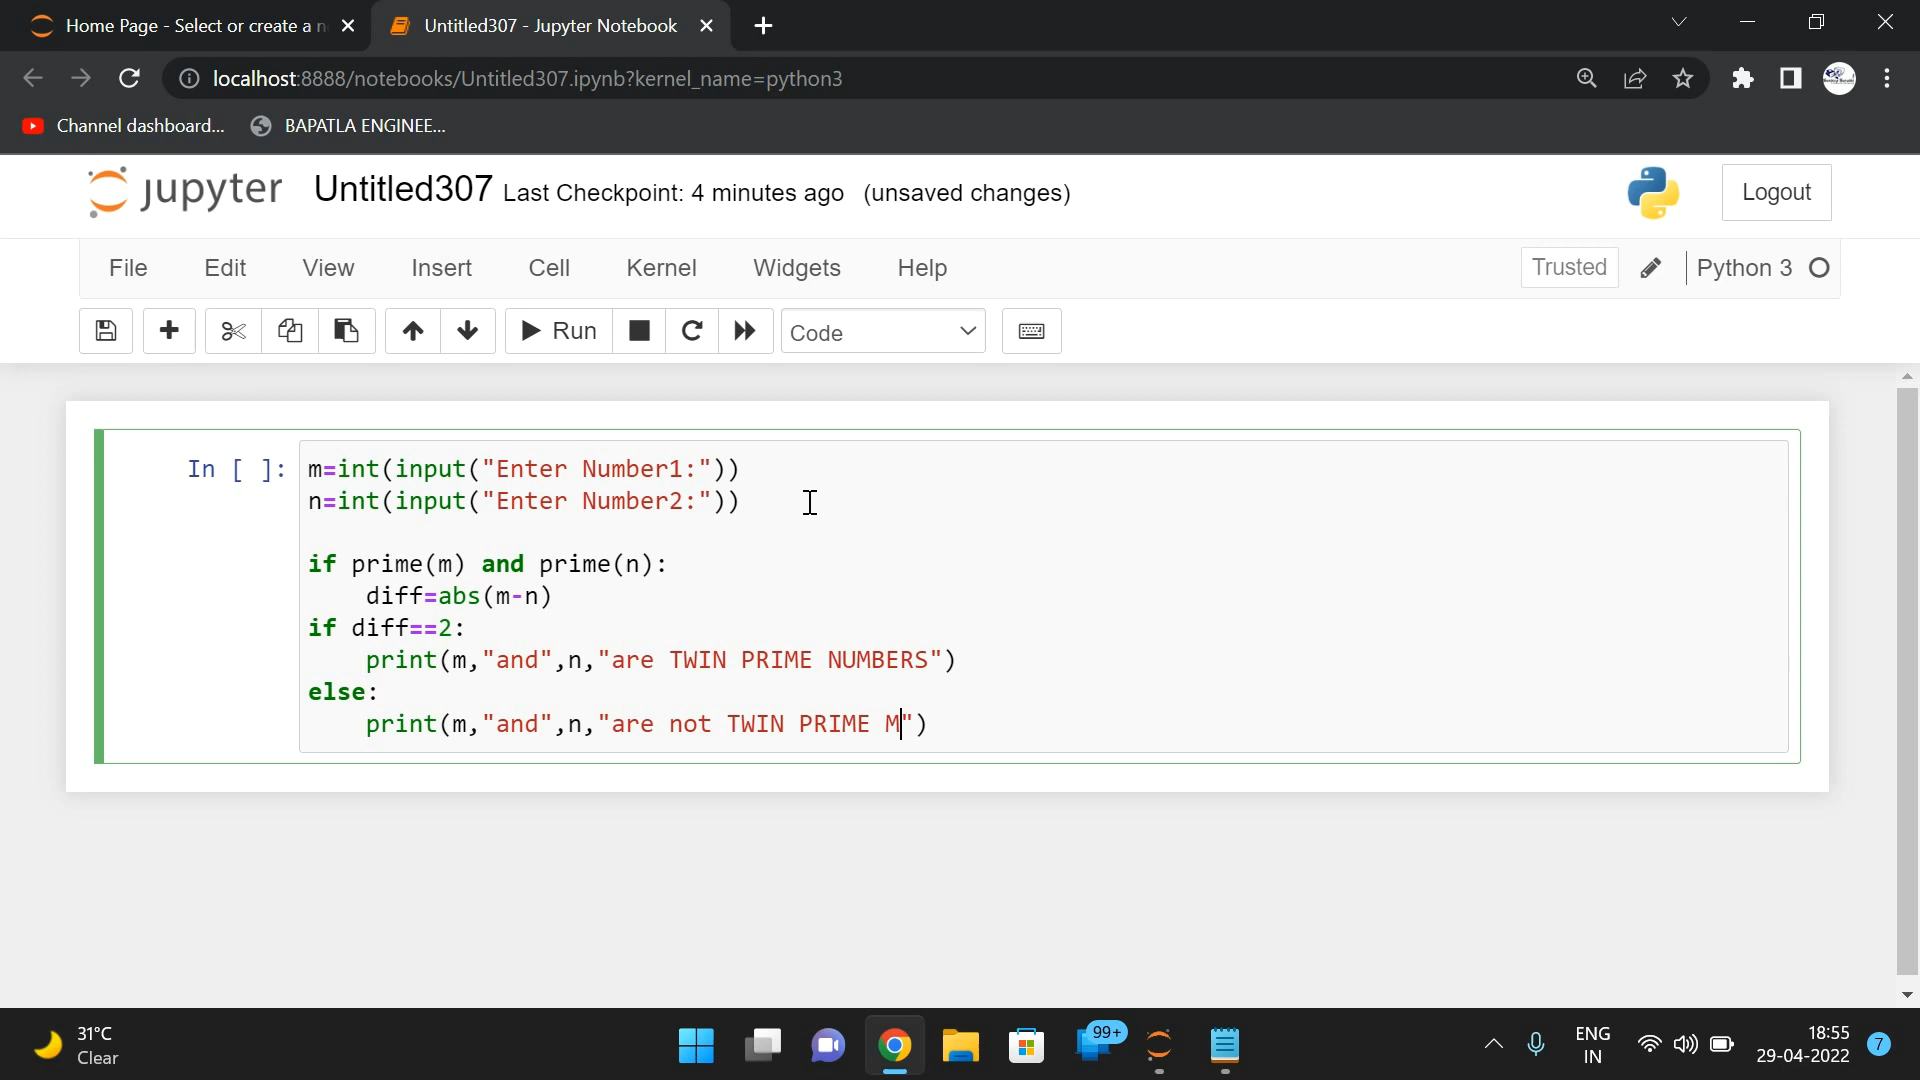 Home Page - Select or create a n
Untitled307 - Jupyter Notebook
localhost:8888/notebooks/Untitled307.ipynb?kernel_name=python3
Channel dashboard...
BAPATLA ENGINEE...
jupyter Untitled307 Last Checkpoint: 4 minutes ago (unsaved changes)
Logout
File Edit View Insert Cell Kernel Widgets Help
Trusted
Python 3
Run
Code
In [ ]:
m=int(input("Enter Number1:"))
n=int(input("Enter Number2:"))
if prime(m) and prime(n):
    diff=abs(m-n)
if diff==2:
    print(m,"and",n,"are TWIN PRIME NUMBERS")
else:
    print(m,"and",n,"are not TWIN PRIME M")
31°C
Clear
99+
ENG
IN
18:55
29-04-2022
7